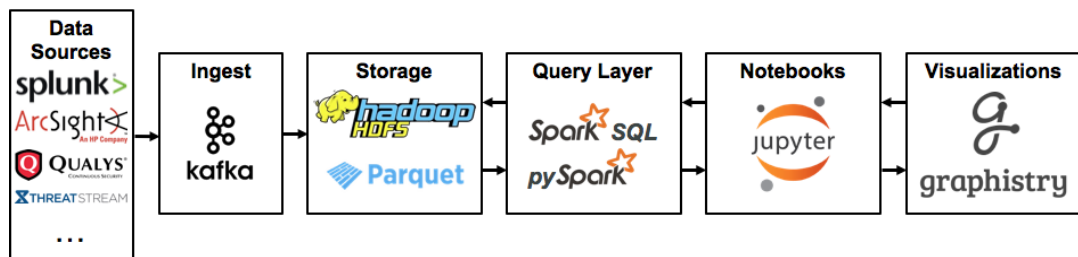 Data
Sources
splunk>
ArcSight
An HP Company
Q QUALYS®
CONTINUOUS SECURITY
THREATSTREAM
...
Ingest
kafka
Storage
hadoop
HDFS
Parquet
Query Layer
Spark SQL
pySpark
Notebooks
jupyter
Visualizations
g
graphistry